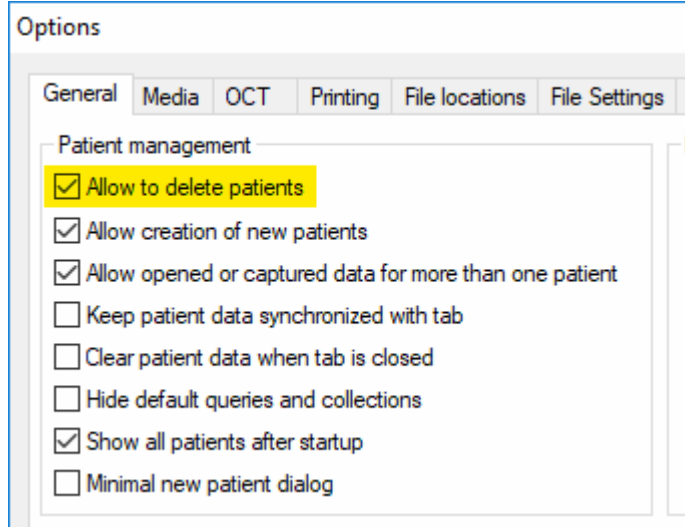 Options
General Media OCT Printing File locations File Settings
Patient management
Allow to delete patients
Allow creation of new patients
Allow opened or captured data for more than one patient
Keep patient data synchronized with tab
Clear patient data when tab is closed
Hide default queries and collections
Show all patients after startup
Minimal new patient dialog